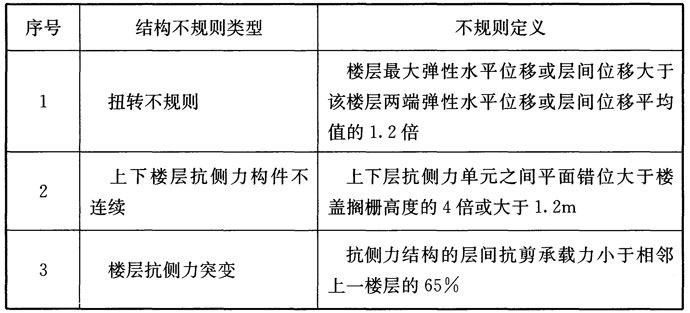 序号 结构不规则类型 不规则定义
1 扭转不规则 楼层最大弹性水平位移或层间位移大于
该楼层两端弹性水平位移或层间位移平均
值的1.2倍
2 上下楼层抗侧力构件不
连续 上下层抗侧力单元之间平面错位大于楼
盖搁栅高度的4倍或大于1.2m
3 楼层抗侧力突变 抗侧力结构的层间抗剪承载力小于相邻
上一楼层的65%